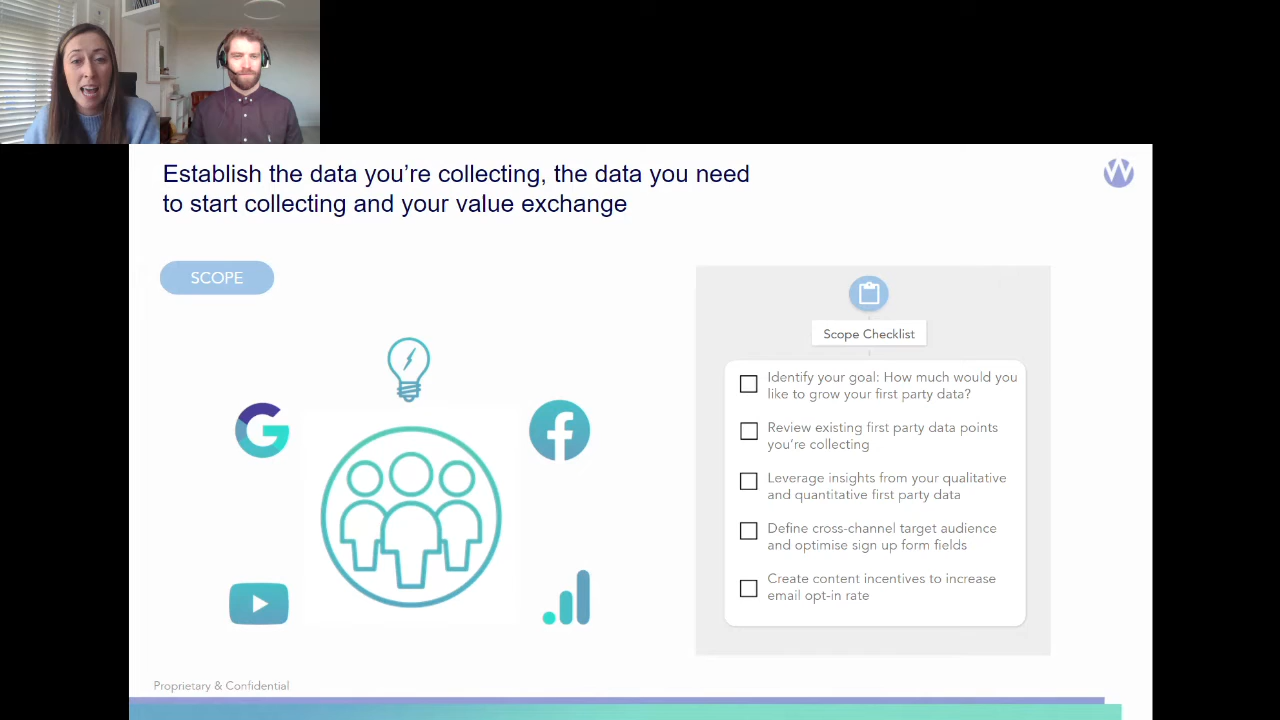 Establish the data you're collecting, the data you need
to start collecting and your value exchange
SCOPE
Scope Checklist
Identify your goal: How much would you
like to grow your first party data?
Review existing first party data points
you're collecting
Leverage insights from your qualitative
and quantitative first party data
Define cross-channel target audience
and optimise sign up form fields
Create content incentives to increase
email opt-in rate
Proprietary & Confidential